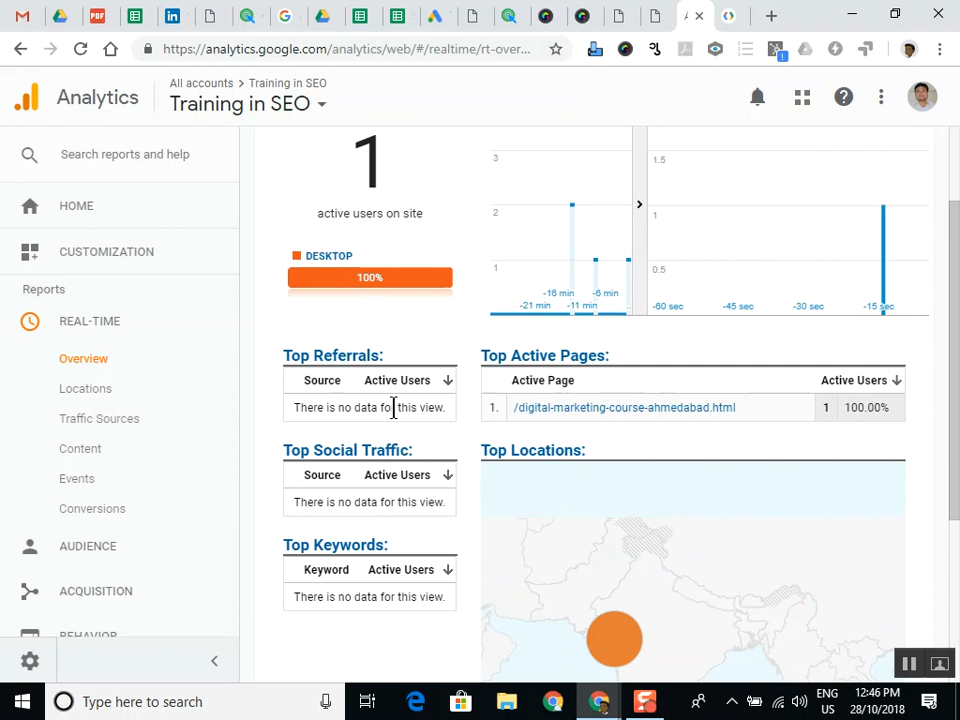 https://analytics.google.com/analytics/web/#/realtime/rt-over...
Analytics
All accounts > Training in SEO
Training in SEO
Search reports and help
HOME
CUSTOMIZATION
Reports
REAL-TIME
Overview
Locations
Traffic Sources
Content
Events
Conversions
AUDIENCE
ACQUISITION
BEHAVIOR
1
active users on site
DESKTOP
100%
3
2
1
-16 min
-6 min
-21 min
-11 min
1.5
1
0.5
-60 sec
-45 sec
-30 sec
-15 sec
Top Referrals:
Source Active Users
There is no data for this view.
Top Social Traffic:
Source Active Users
There is no data for this view.
Top Keywords:
Keyword Active Users
There is no data for this view.
Top Active Pages:
Active Page Active Users
1. /digital-marketing-course-ahmedabad.html 1 100.00%
Top Locations:
Type here to search
ENG
US
12:46 PM
28/10/2018